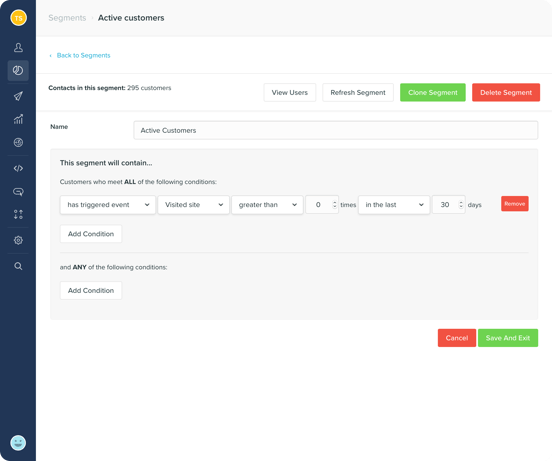 TS
Segments › Active customers
« Back to Segments
Contacts in this segment: 295 customers
View Users
Refresh Segment
Clone Segment
Delete Segment
Name
Active Customers
This segment will contain...
Customers who meet ALL of the following conditions:
has triggered event Visited site greater than 0 times in the last 30 days Remove
Add Condition
and ANY of the following conditions:
Add Condition
Cancel
Save And Exit